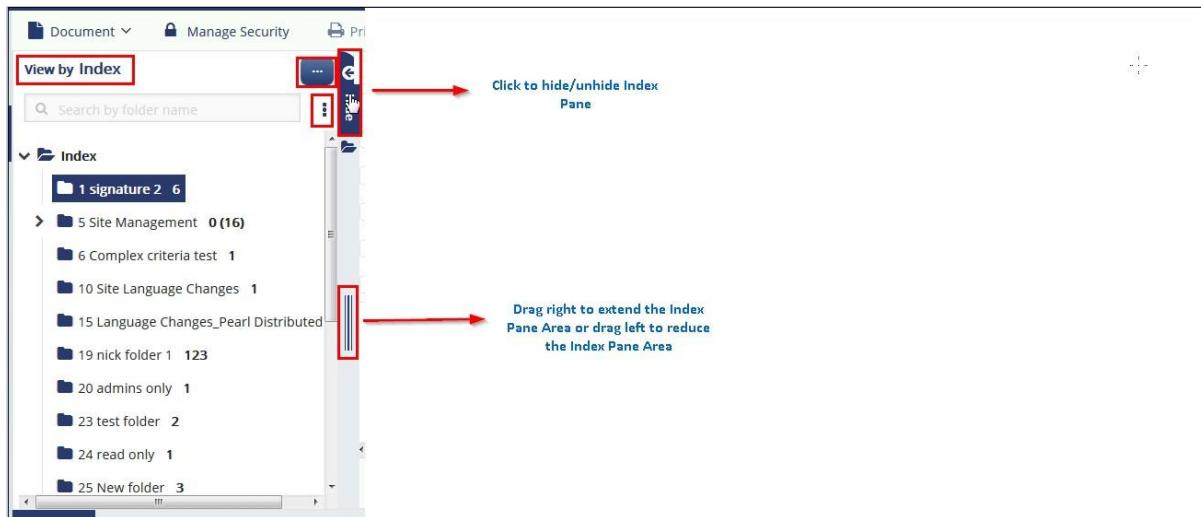 Document Manage Security Pri
View by Index ...
Click to hide/unhide Index
Pane
Search by folder name
Index
1 signature 2 6
5 Site Management 0 (16)
6 Complex criteria test 1
10 Site Language Changes 1
15 Language Changes_Pearl Distributed
Drag right to extend the Index
Pane Area or drag left to reduce
the Index Pane Area
19 nick folder 1 123
20 admins only 1
23 test folder 2
24 read only 1
25 New folder 3